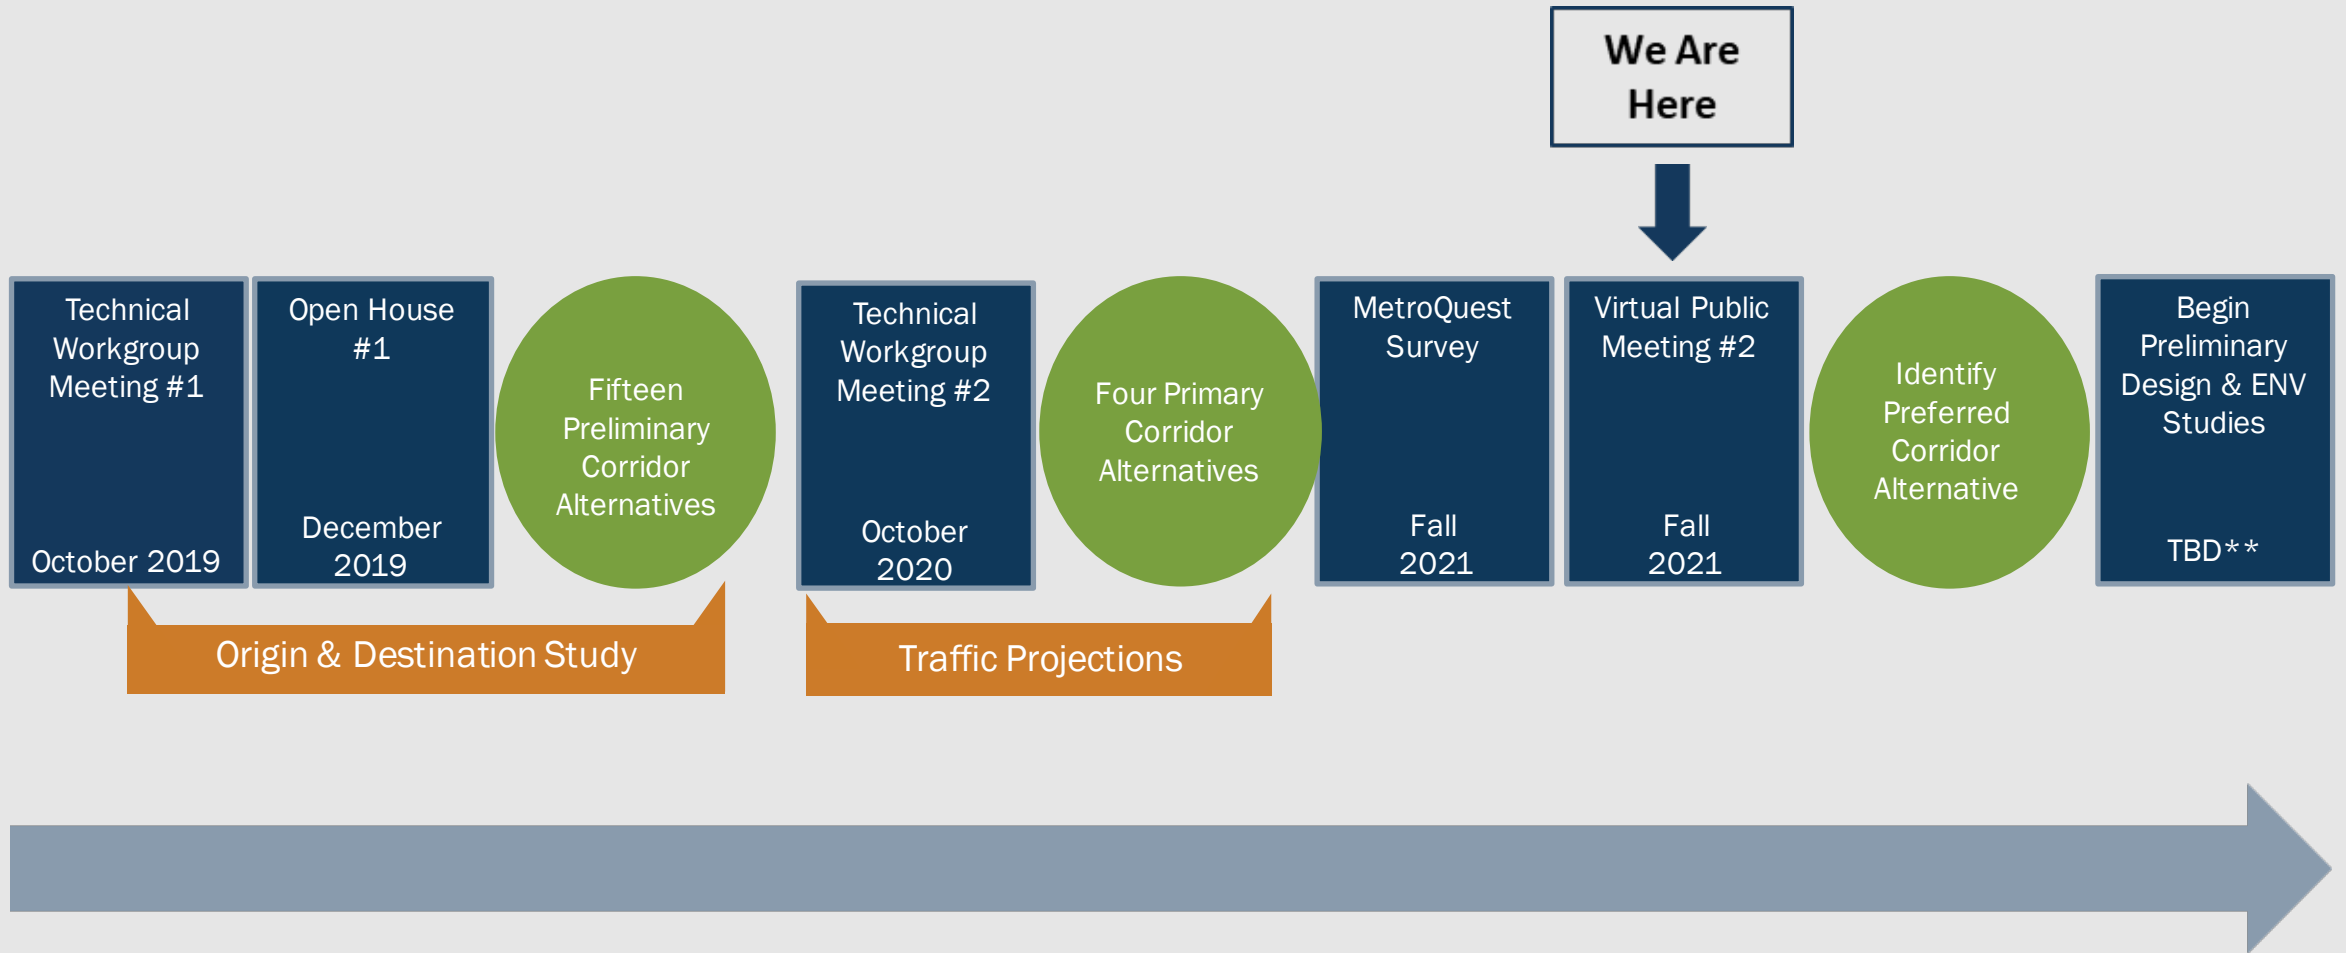 We Are
Here
Technical
Workgroup
Meeting #1
October 2019
Open House
#1
December
2019
Fifteen
Preliminary
Corridor
Alternatives
Technical
Workgroup
Meeting #2
October
2020
Four Primary
Corridor
Alternatives
MetroQuest
Survey
Fall
2021
Virtual Public
Meeting #2
Fall
2021
Identify
Preferred
Corridor
Alternative
Begin
Preliminary
Design & ENV
Studies
TBD**
Origin & Destination Study
Traffic Projections